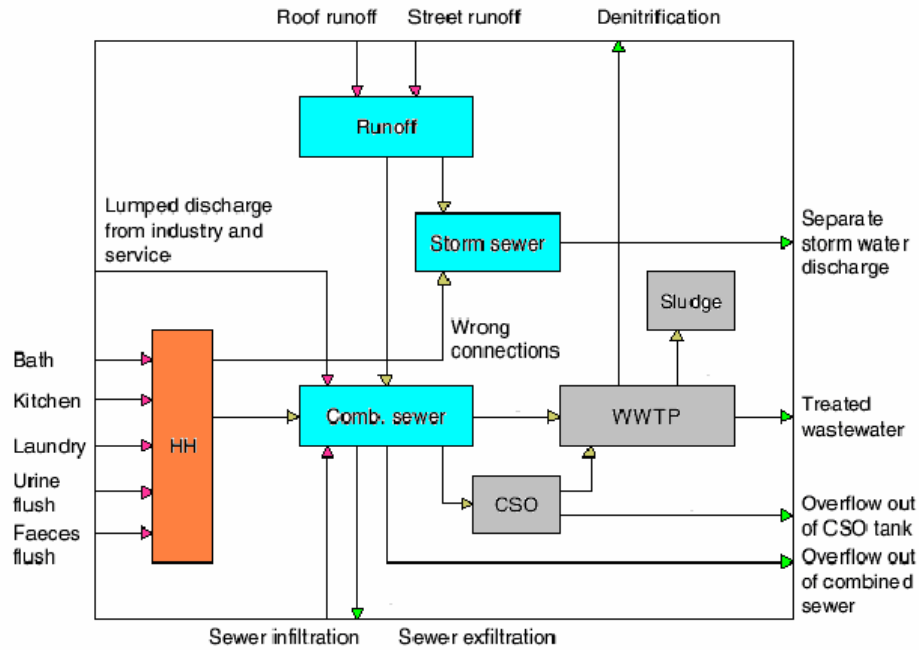 Roof runoff
Street runoff
Denitrification
Runoff
Lumped discharge
from industry and
service
Storm sewer
Separate
storm water
discharge
Sludge
Wrong
connections
Bath
Kitchen
Laundry
Urine
flush
Faeces
flush
HH
Comb. sewer
WWTP
Treated
wastewater
CSO
Overflow out
of CSO tank
Overflow out
of combined
sewer
Sewer infiltration
Sewer exfiltration